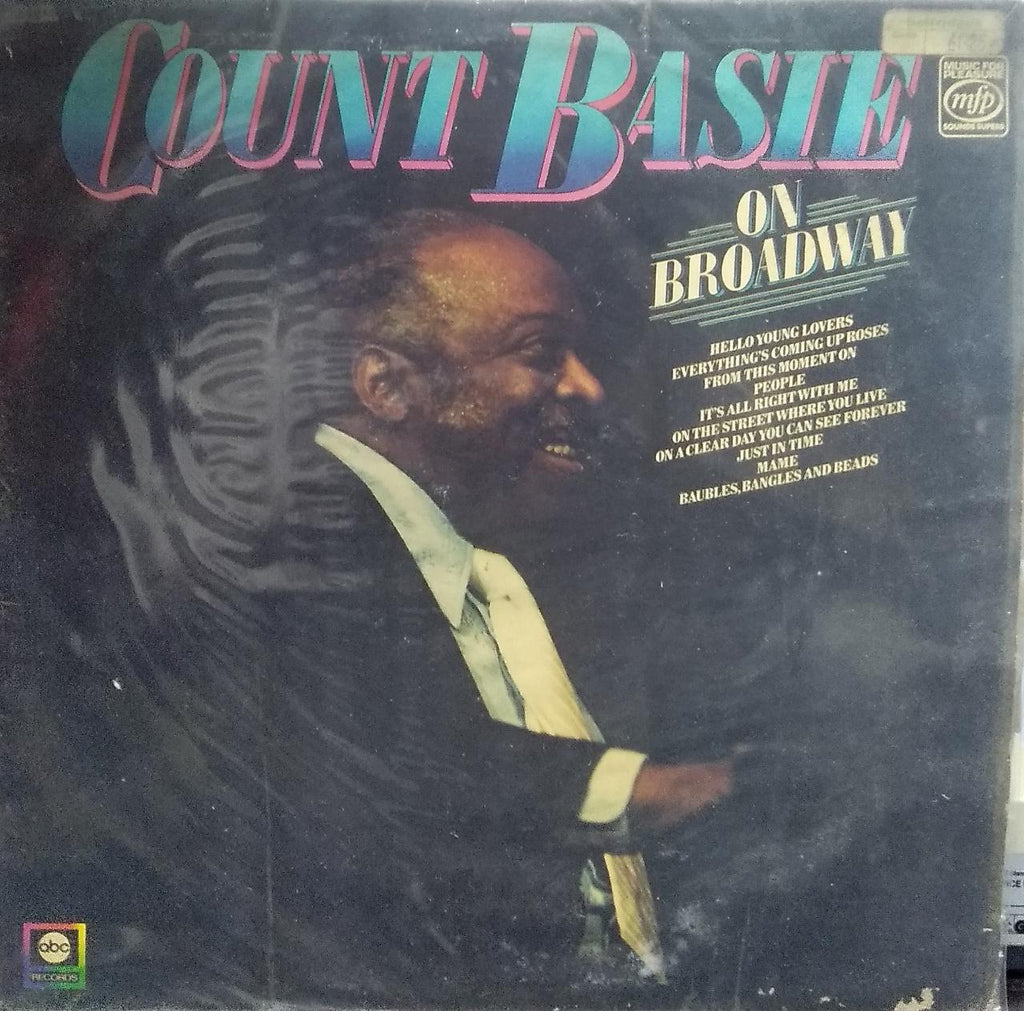 COUNT BASIE
MUSIC FOR
PLEASURE
mfp
SOUNDS SUPERB
ON
BROADWAY
HELLO YOUNG LOVERS
EVERYTHING'S COMING UP ROSES
FROM THIS MOMENT ON
PEOPLE
IT'S ALL RIGHT WITH ME
ON THE STREET WHERE YOU LIVE
ON A CLEAR DAY YOU CAN SEE FOREVER
JUST IN TIME
MAME
BAUBLES, BANGLES AND BEADS
abc
RECORDS